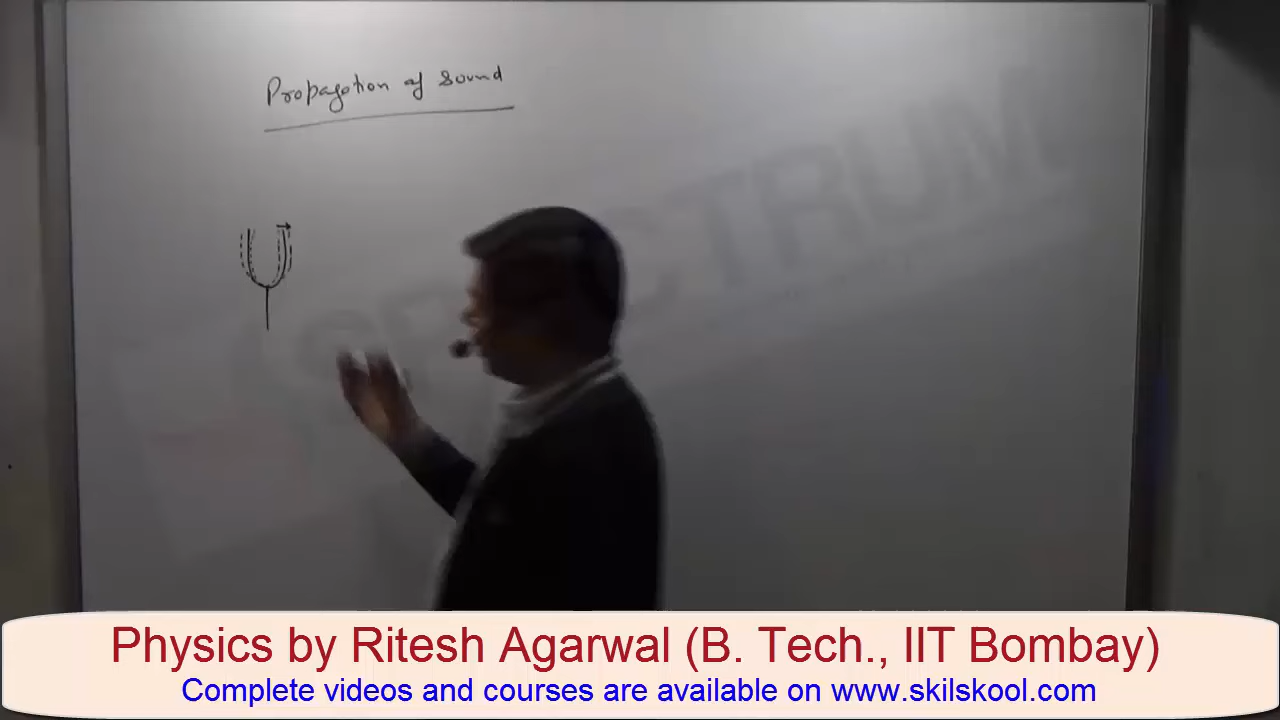 Propagation of Sound
SPECTRUM
Physics by Ritesh Agarwal (B. Tech., IIT Bombay)
Complete videos and courses are available on www.skilskool.com